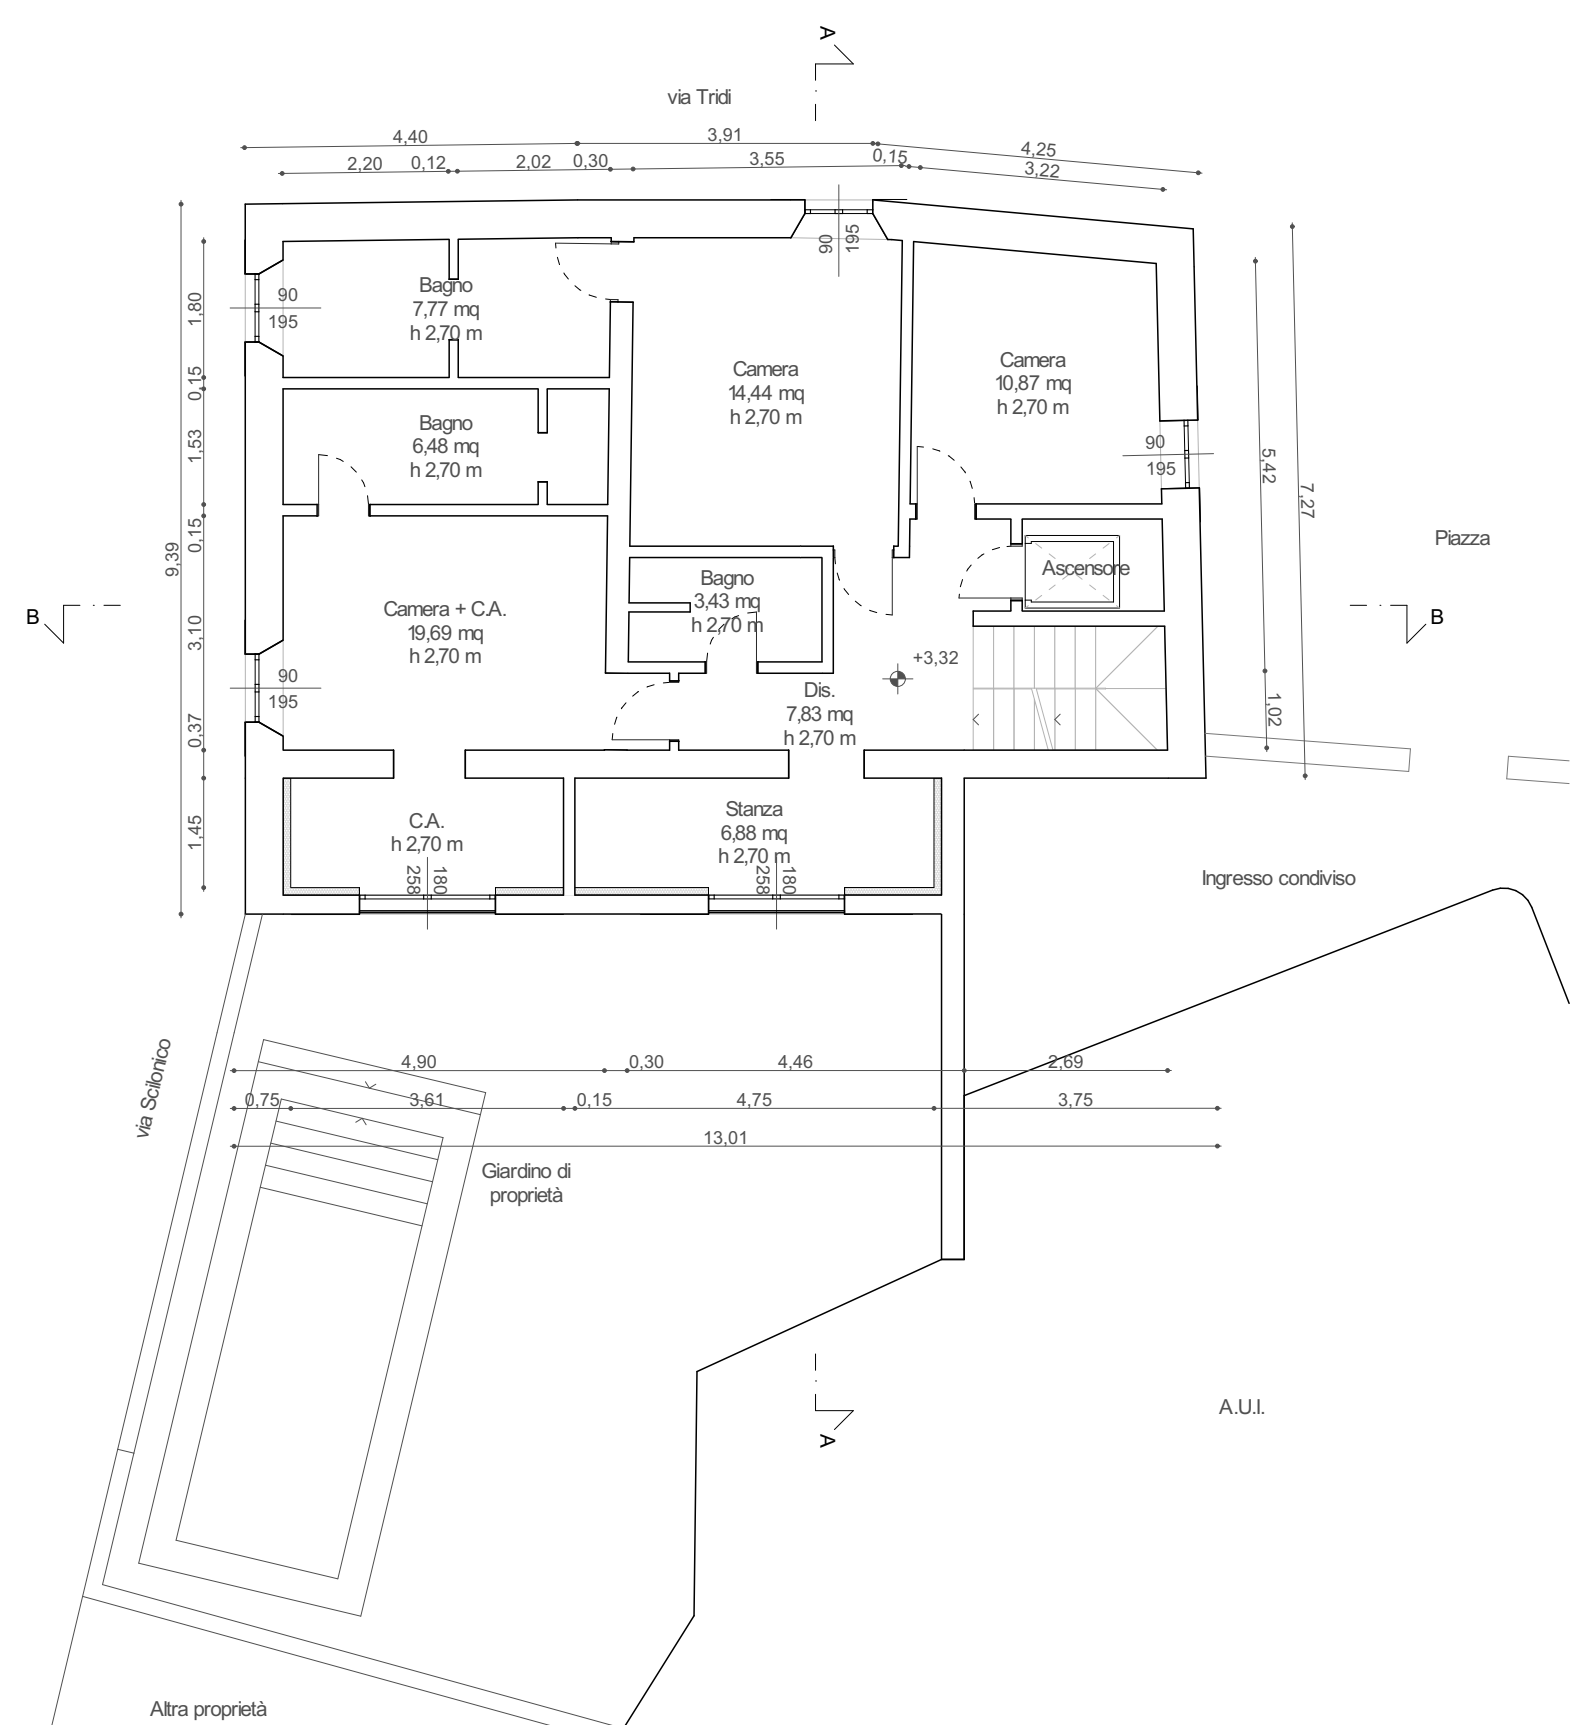 A
via Tridi
4,40
3,91
4,25
2,20
0,12
2,02
0,30
3,55
0,15
3,22
90
195
Bagno
7,77 mq
h 2,70 m
90
195
1,80
0,15
1,53
0,15
3,10
0,37
1,45
9,39
Camera
14,44 mq
h 2,70 m
Camera
10,87 mq
h 2,70 m
Bagno
6,48 mq
h 2,70 m
90
195
5,42
7,27
1,02
Piazza
Ascensore
Bagno
3,43 mq
h 2,70 m
Camera + C.A.
19,69 mq
h 2,70 m
B
B
90
195
+3,32
Dis.
7,83 mq
h 2,70 m
C.A.
h 2,70 m
258
180
Stanza
6,88 mq
h 2,70 m
258
180
Ingresso condiviso
via Scilonico
4,90
0,30
4,46
2,69
0,75
3,61
0,15
4,75
3,75
13,01
Giardino di
proprietà
A
A.U.I.
Altra proprietà